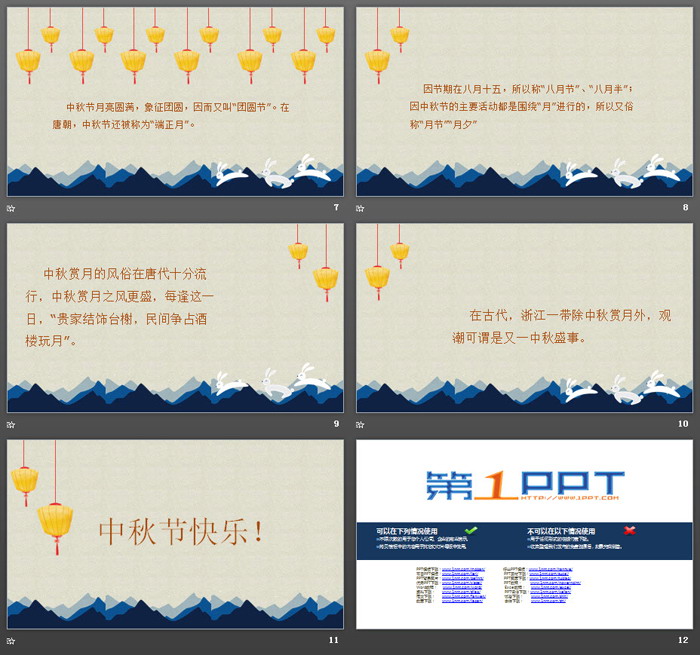 中秋节月亮圆满，象征团圆，因而又叫“团圆节”。在
唐朝，中秋节还被称为“端正月”。
7
因节期在八月十五，所以称“八月节”、“八月半”；
因中秋节的主要活动都是围绕“月”进行的，所以又俗
称“月节”“月夕”
8
中秋赏月的风俗在唐代十分流
行，中秋赏月之风更盛，每逢这一
日，“贵家结饰台榭，民间争占酒
楼玩月”。
9
在古代，浙江一带除中秋赏月外，观
潮可谓是又一中秋盛事。
10
中秋节快乐！
11
第1PPT
HTTP://WWW.1PPT.COM
可以在下列情况使用
不可以在以下情况使用
12